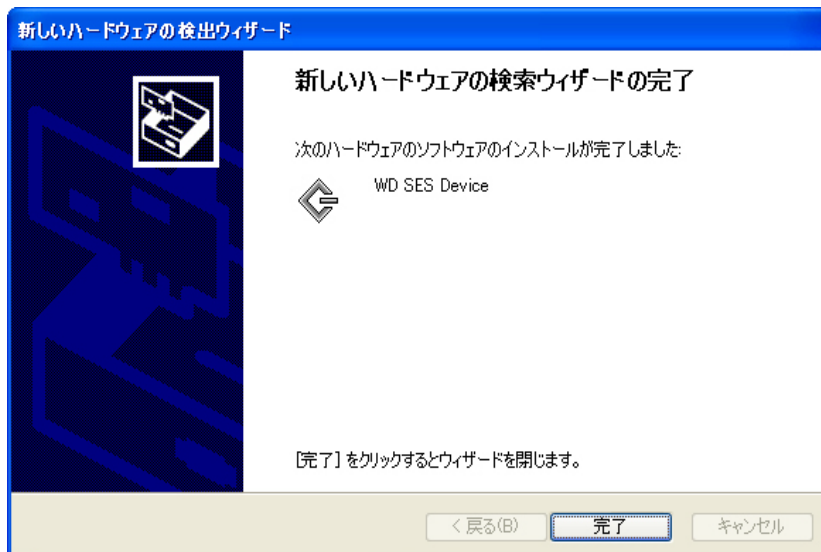 新しいハードウェアの検出ウィザード
新しいハードウェアの検索ウィザードの完了
次のハードウェアのソフトウェアのインストールが完了しました:
WD SES Device
[完了] をクリックするとウィザードを閉じます。
< 戻る(B)
完了
キャンセル